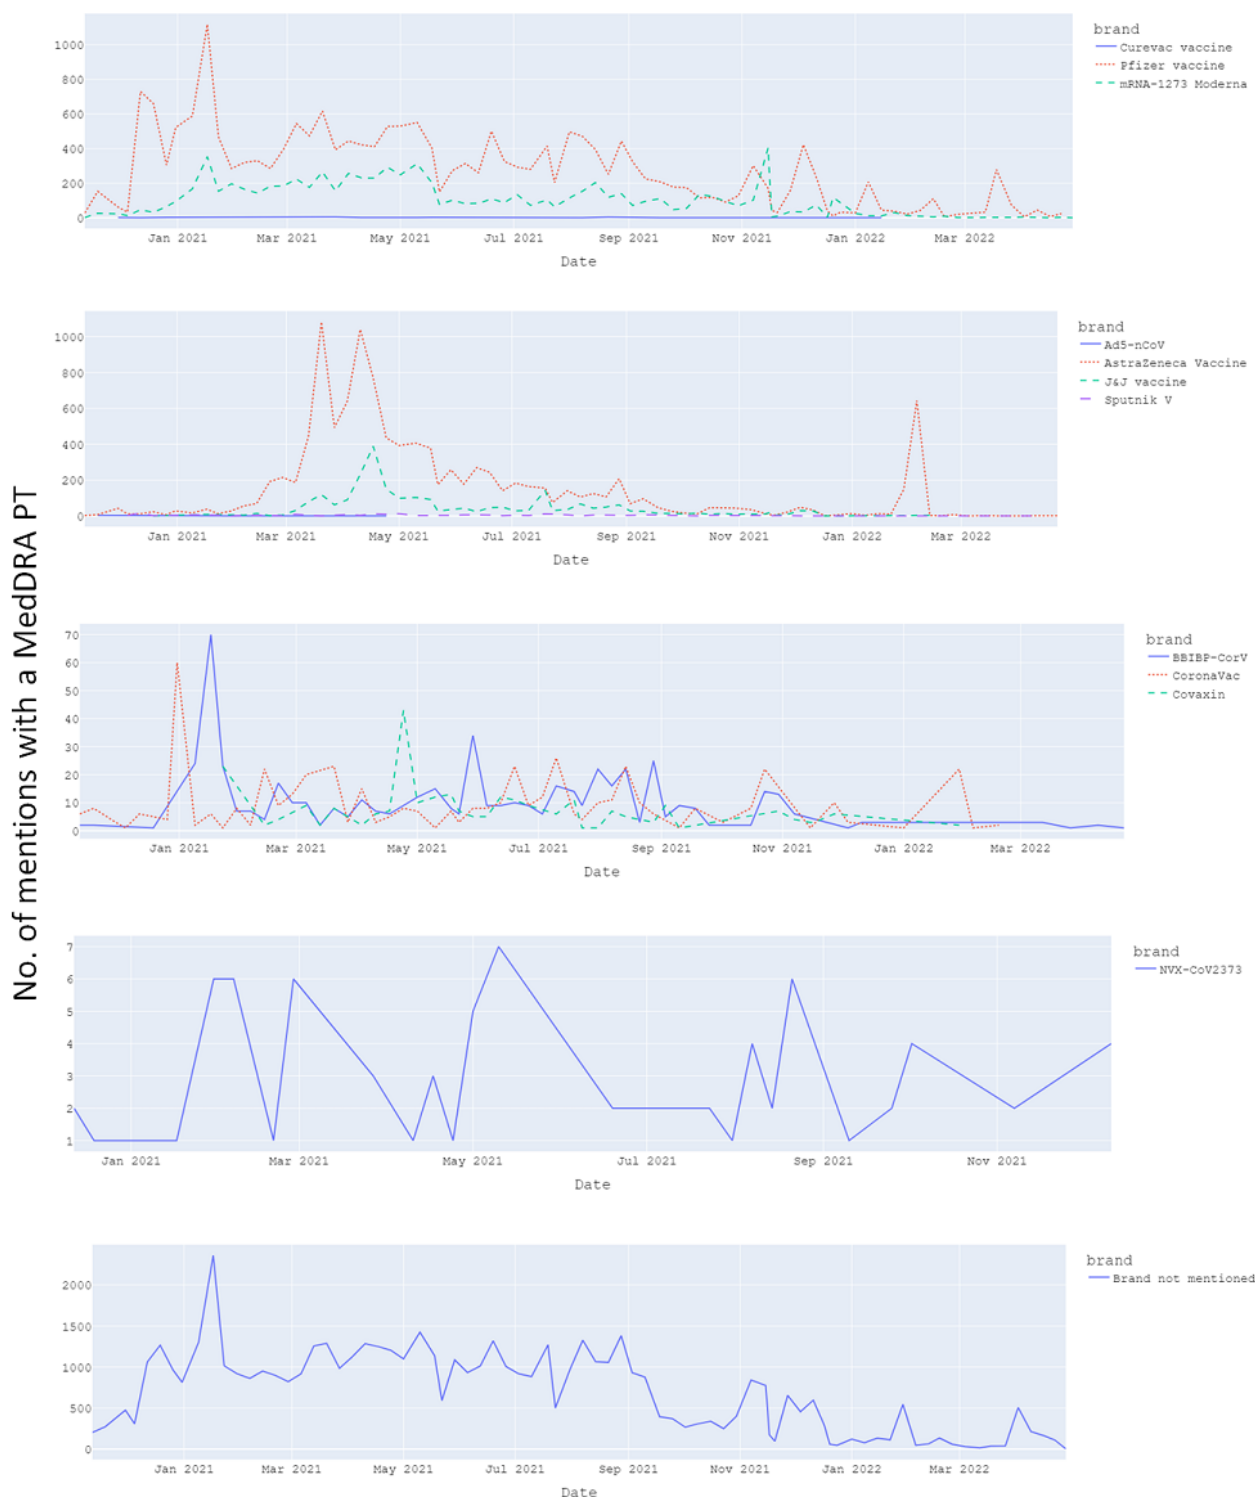 No. of mentions with a MedDRA PT
1000
800
600
400
200
0
Jan 2021 Mar 2021 May 2021 Jul 2021 Sep 2021 Nov 2021 Jan 2022 Mar 2022
Date
brand
Curevac vaccine
Pfizer vaccine
mRNA-1273 Moderna
1000
800
600
400
200
0
Jan 2021 Mar 2021 May 2021 Jul 2021 Sep 2021 Nov 2021 Jan 2022 Mar 2022
Date
brand
Ad5-nCoV
AstraZeneca Vaccine
J&J vaccine
Sputnik V
70
60
50
40
30
20
10
0
Jan 2021 Mar 2021 May 2021 Jul 2021 Sep 2021 Nov 2021 Jan 2022 Mar 2022
Date
brand
BBIBP-CorV
CoronaVac
Covaxin
7
6
5
4
3
2
1
Jan 2021 Mar 2021 May 2021 Jul 2021 Sep 2021 Nov 2021
Date
brand
NVX-CoV2373
2000
1500
1000
500
0
Jan 2021 Mar 2021 May 2021 Jul 2021 Sep 2021 Nov 2021 Jan 2022 Mar 2022
Date
brand
Brand not mentioned